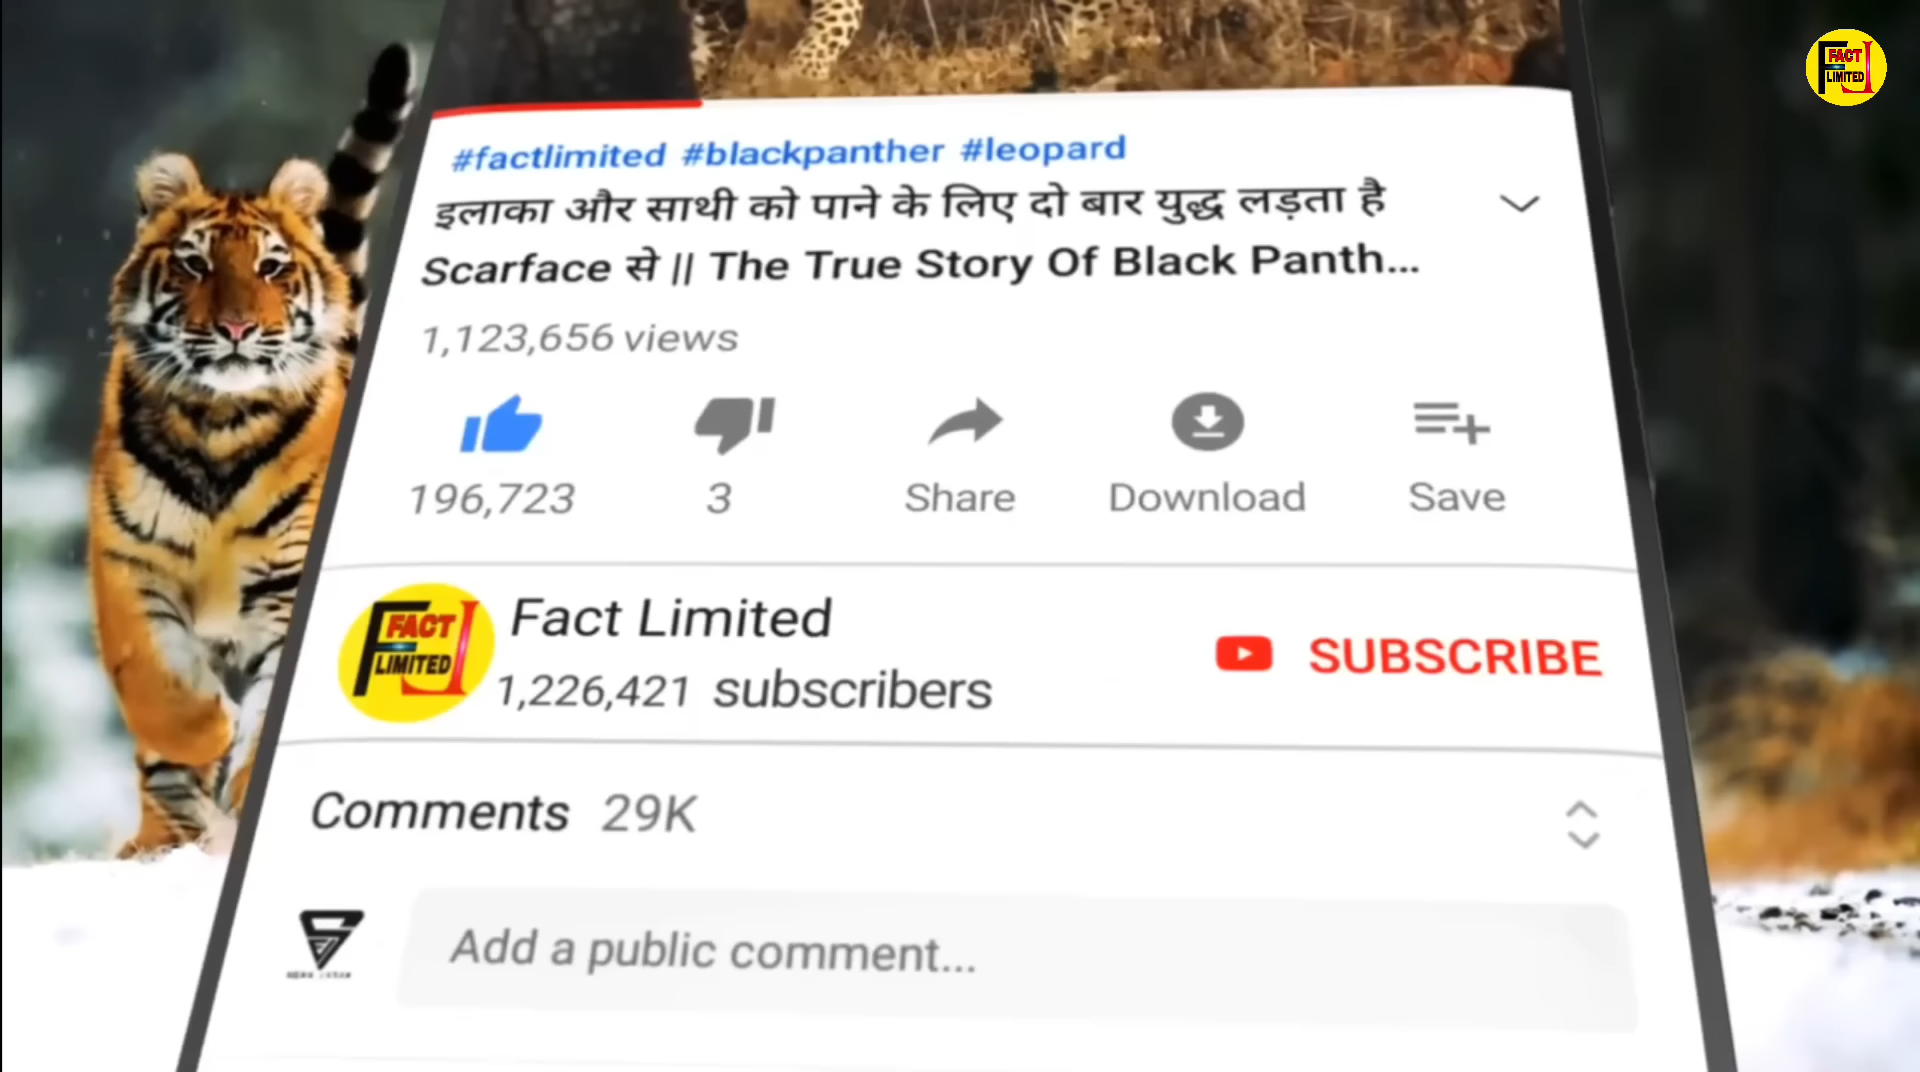 FACT
LIMITED
#factlimited #blackpanther #leopard
इलाका और साथी को पाने के लिए दो बार युद्ध लड़ता है
Scarface से || The True Story Of Black Panth...
1,123,656 views
196,723 3 Share Download Save
FACT
LIMITED
Fact Limited
1,226,421 subscribers
SUBSCRIBE
Comments 29K
Add a public comment...